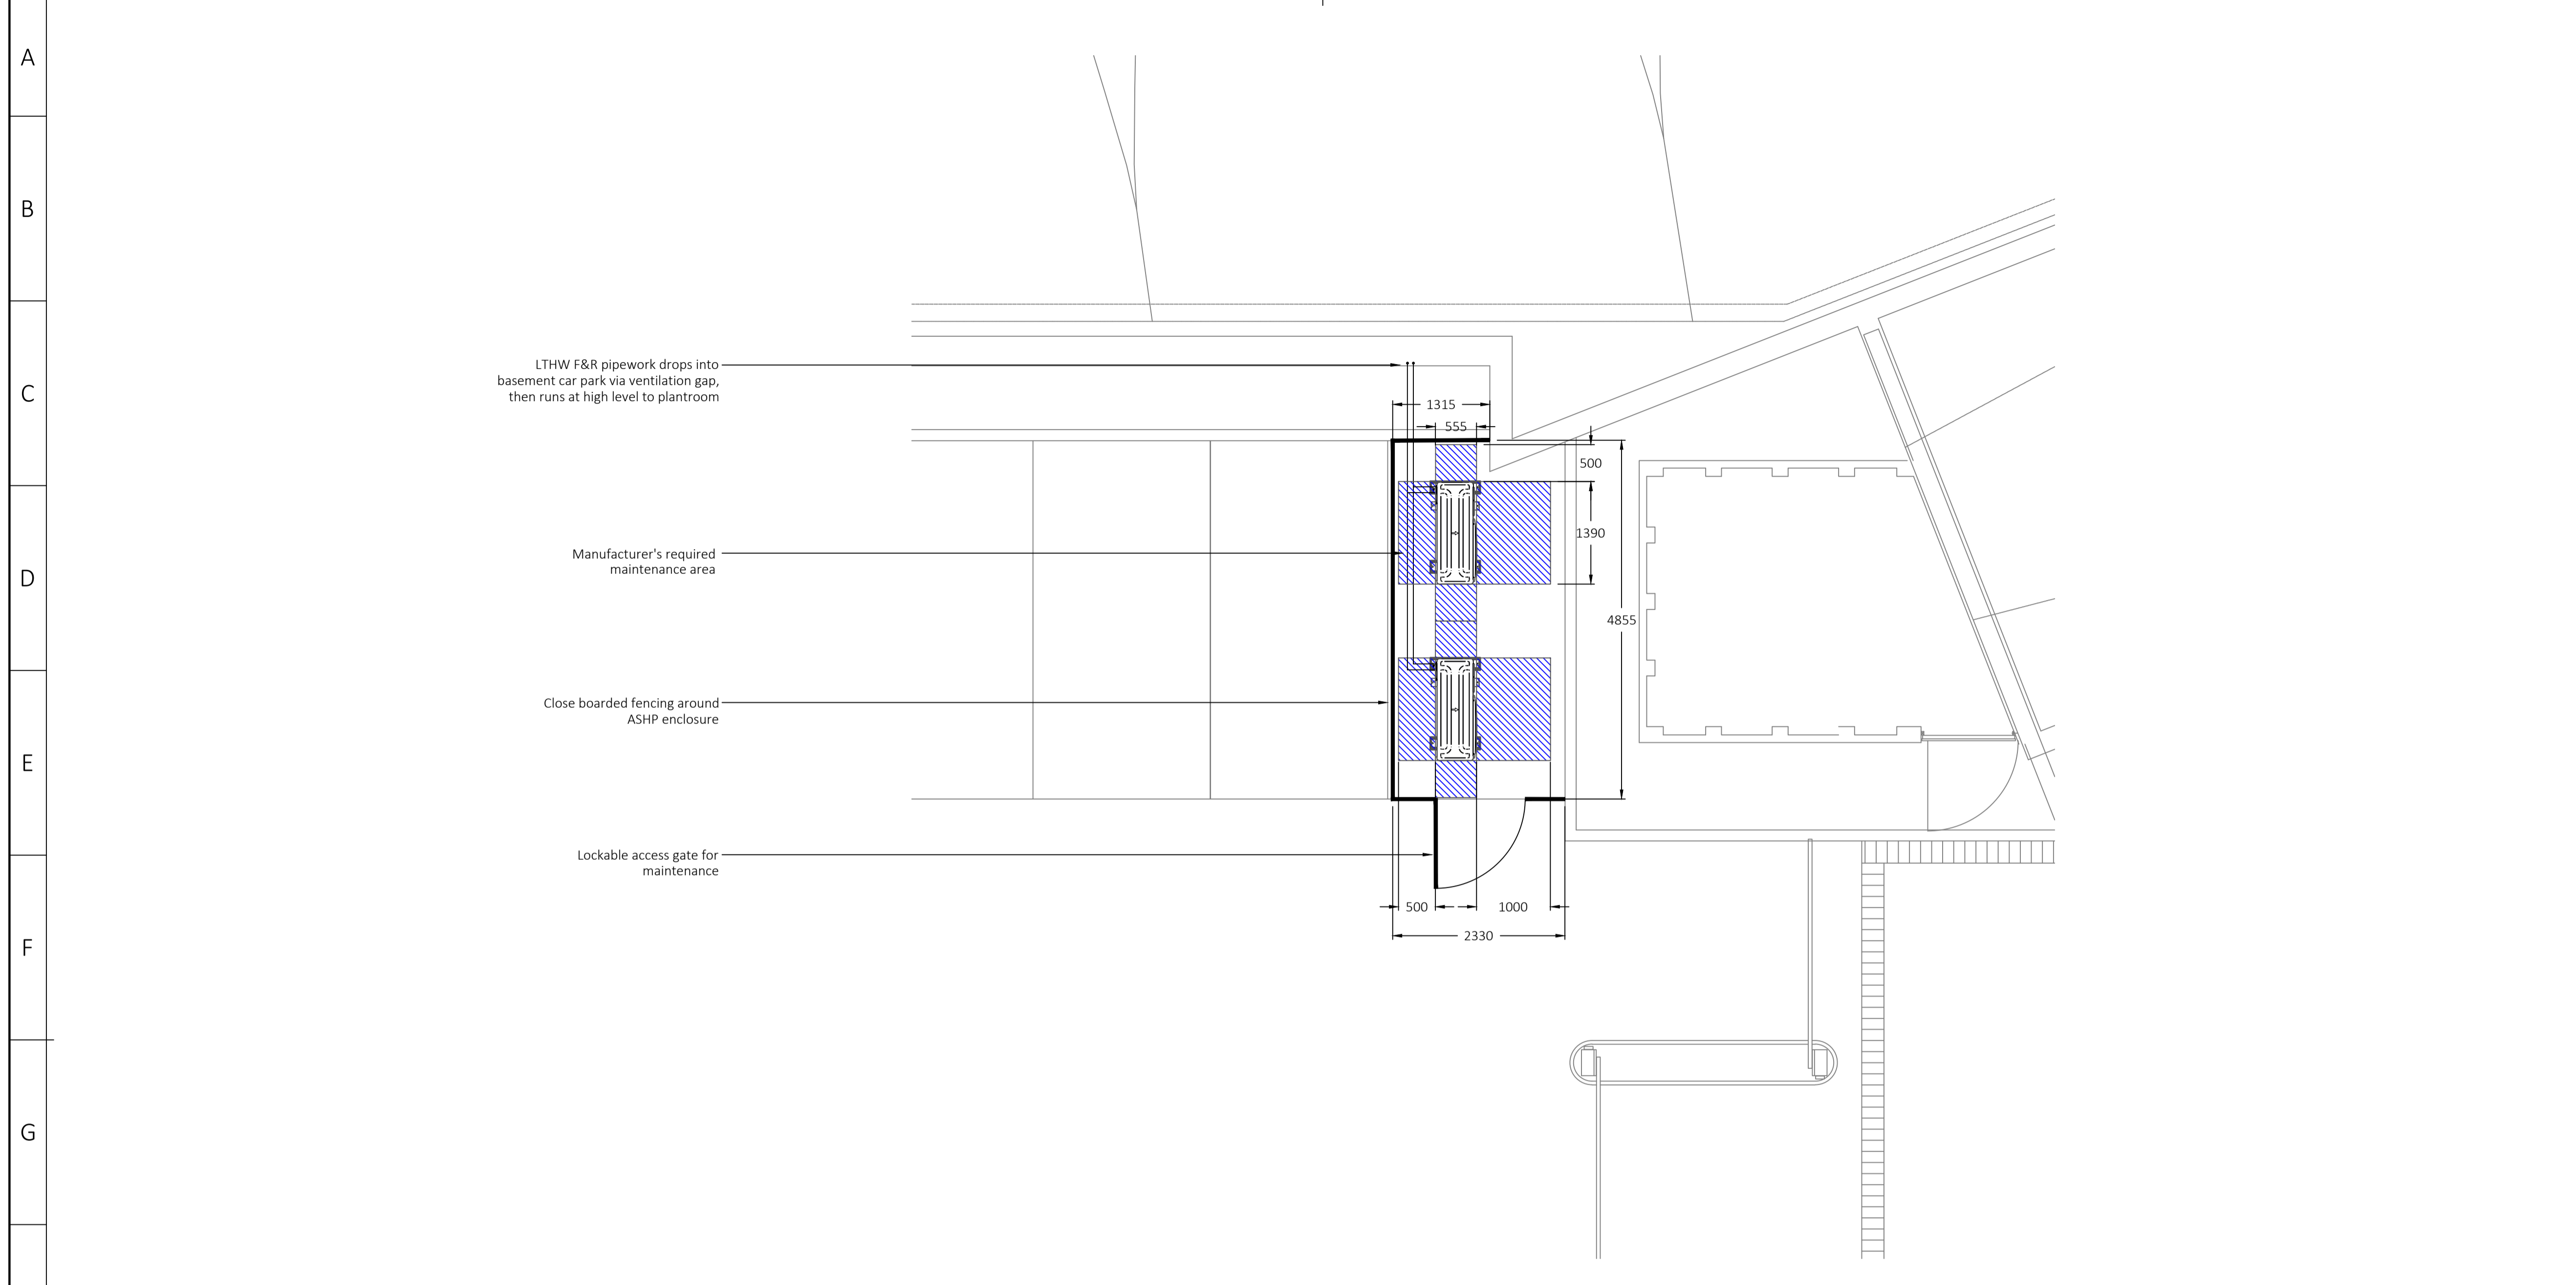 A
B
C
D
E
F
G
LTHW F&R pipework drops into
basement car park via ventilation gap,
then runs at high level to plantroom
Manufacturer's required
maintenance area
Close boarded fencing around
ASHP enclosure
Lockable access gate for
maintenance
1315
555
500
1390
4855
500
1000
2330